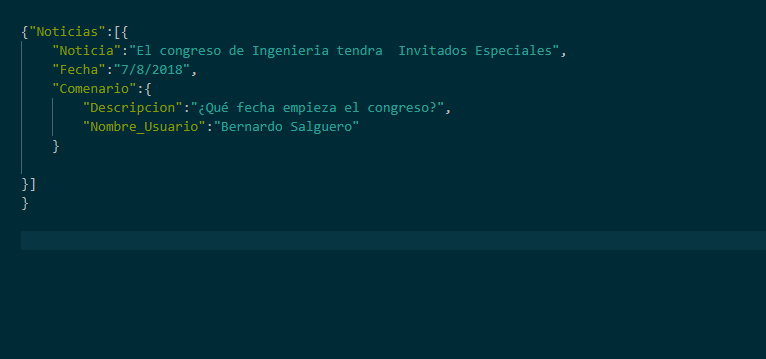 {"Noticias":[{
"Noticia":"El congreso de Ingenieria tendra  Invitados Especiales",
"Fecha":"7/8/2018",
"Comenario":{
"Descripcion":"¿Qué fecha empieza el congreso?",
"Nombre_Usuario":"Bernardo Salguero"
}
}]
}